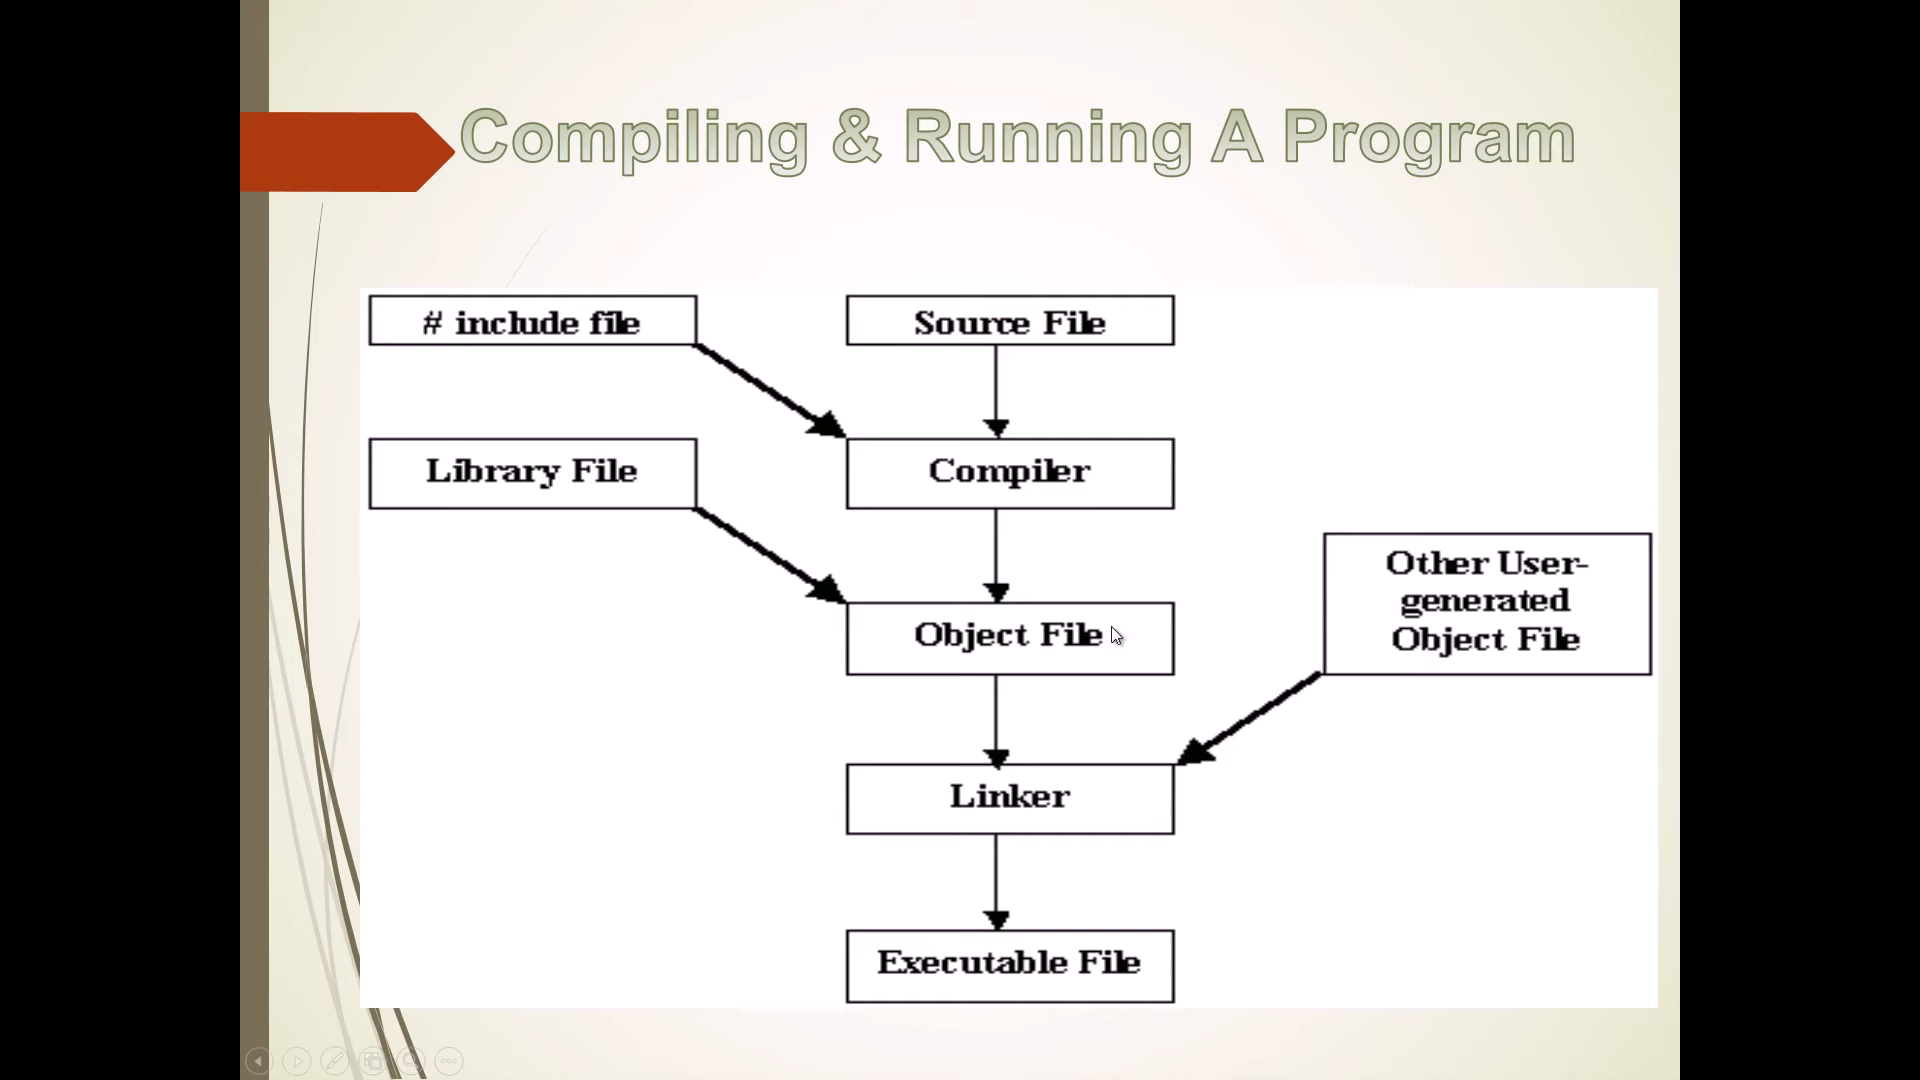 Compiling & Running A Program
# include file
Source File
Library File
Compiler
Other User-
generated
Object File
Object File
Linker
Executable File